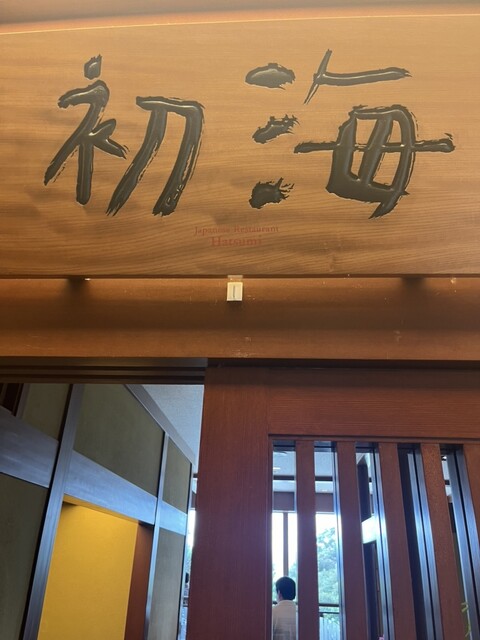 初海
Japanese Restaurant
Hatsumi